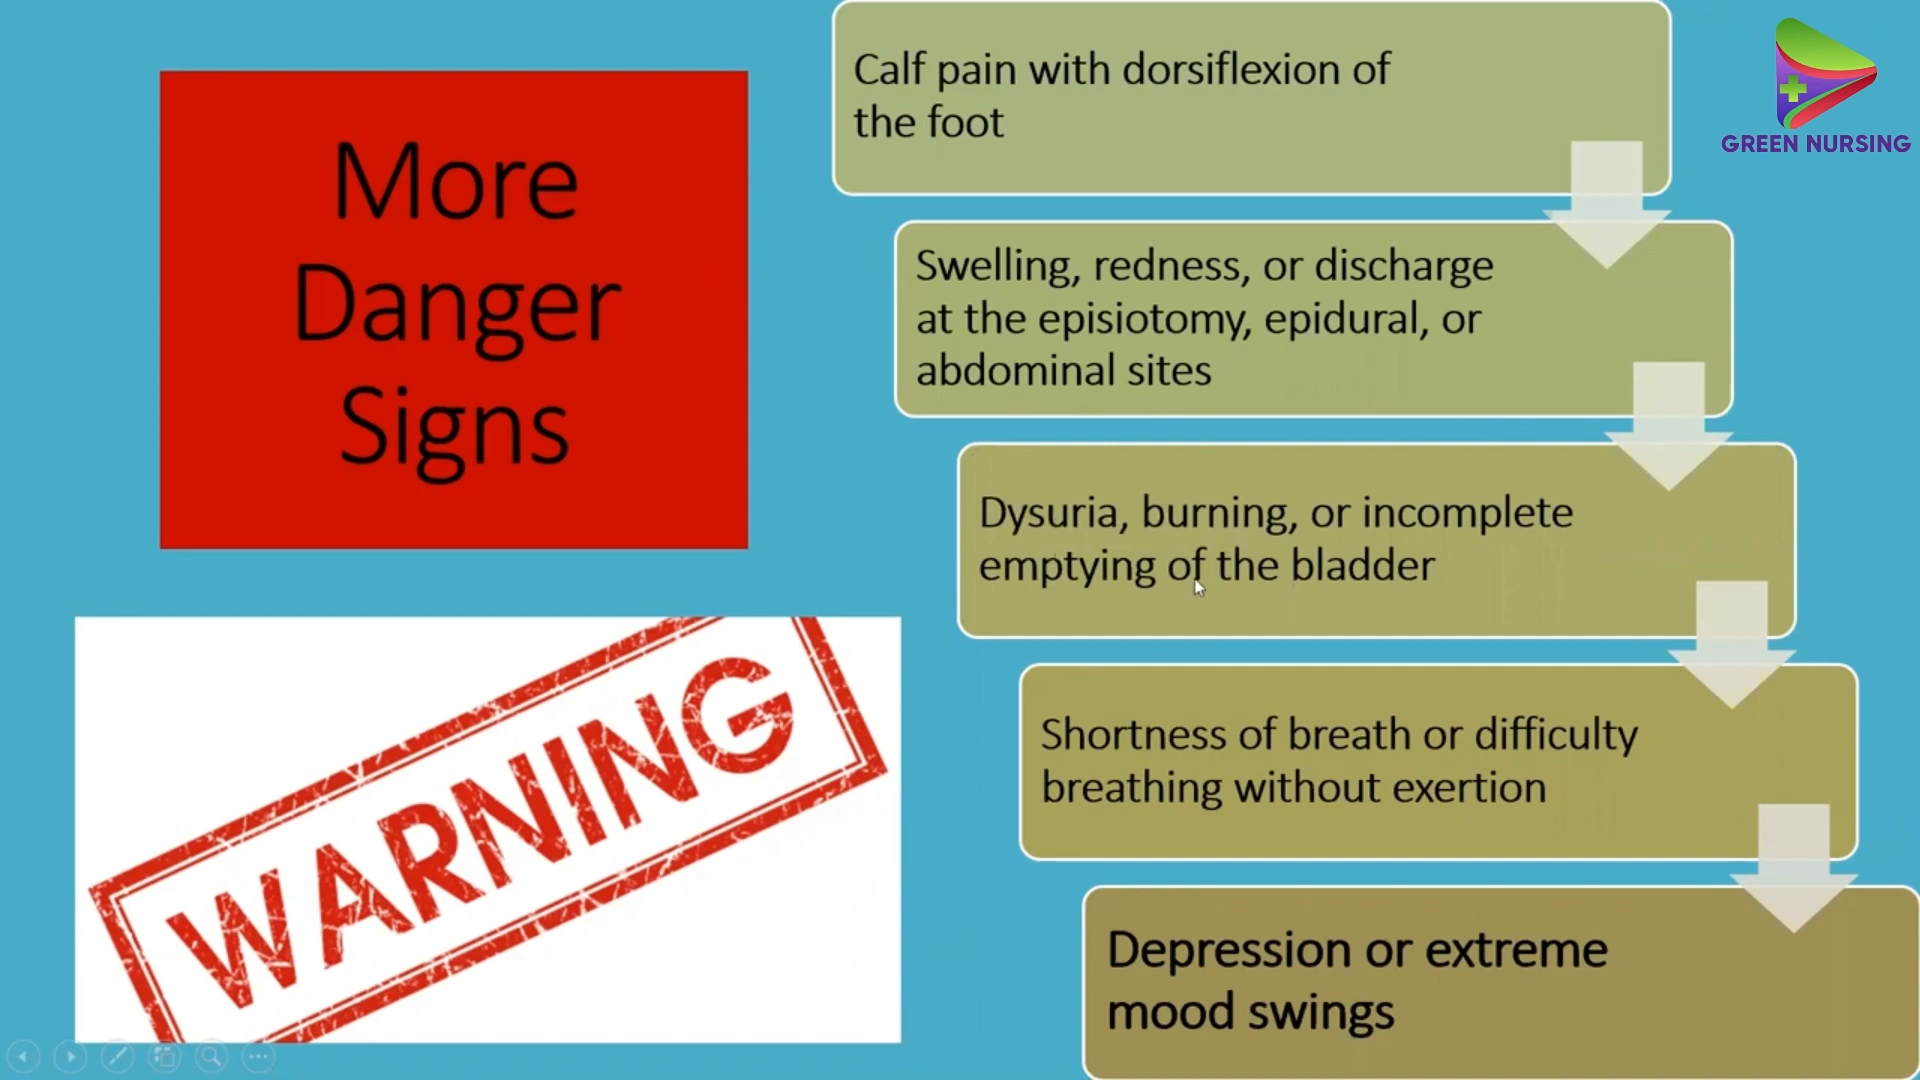 More
Danger
Signs
WARNING
Calf pain with dorsiflexion of
the foot
Swelling, redness, or discharge
at the episiotomy, epidural, or
abdominal sites
Dysuria, burning, or incomplete
emptying of the bladder
Shortness of breath or difficulty
breathing without exertion
Depression or extreme
mood swings
GREEN NURSING